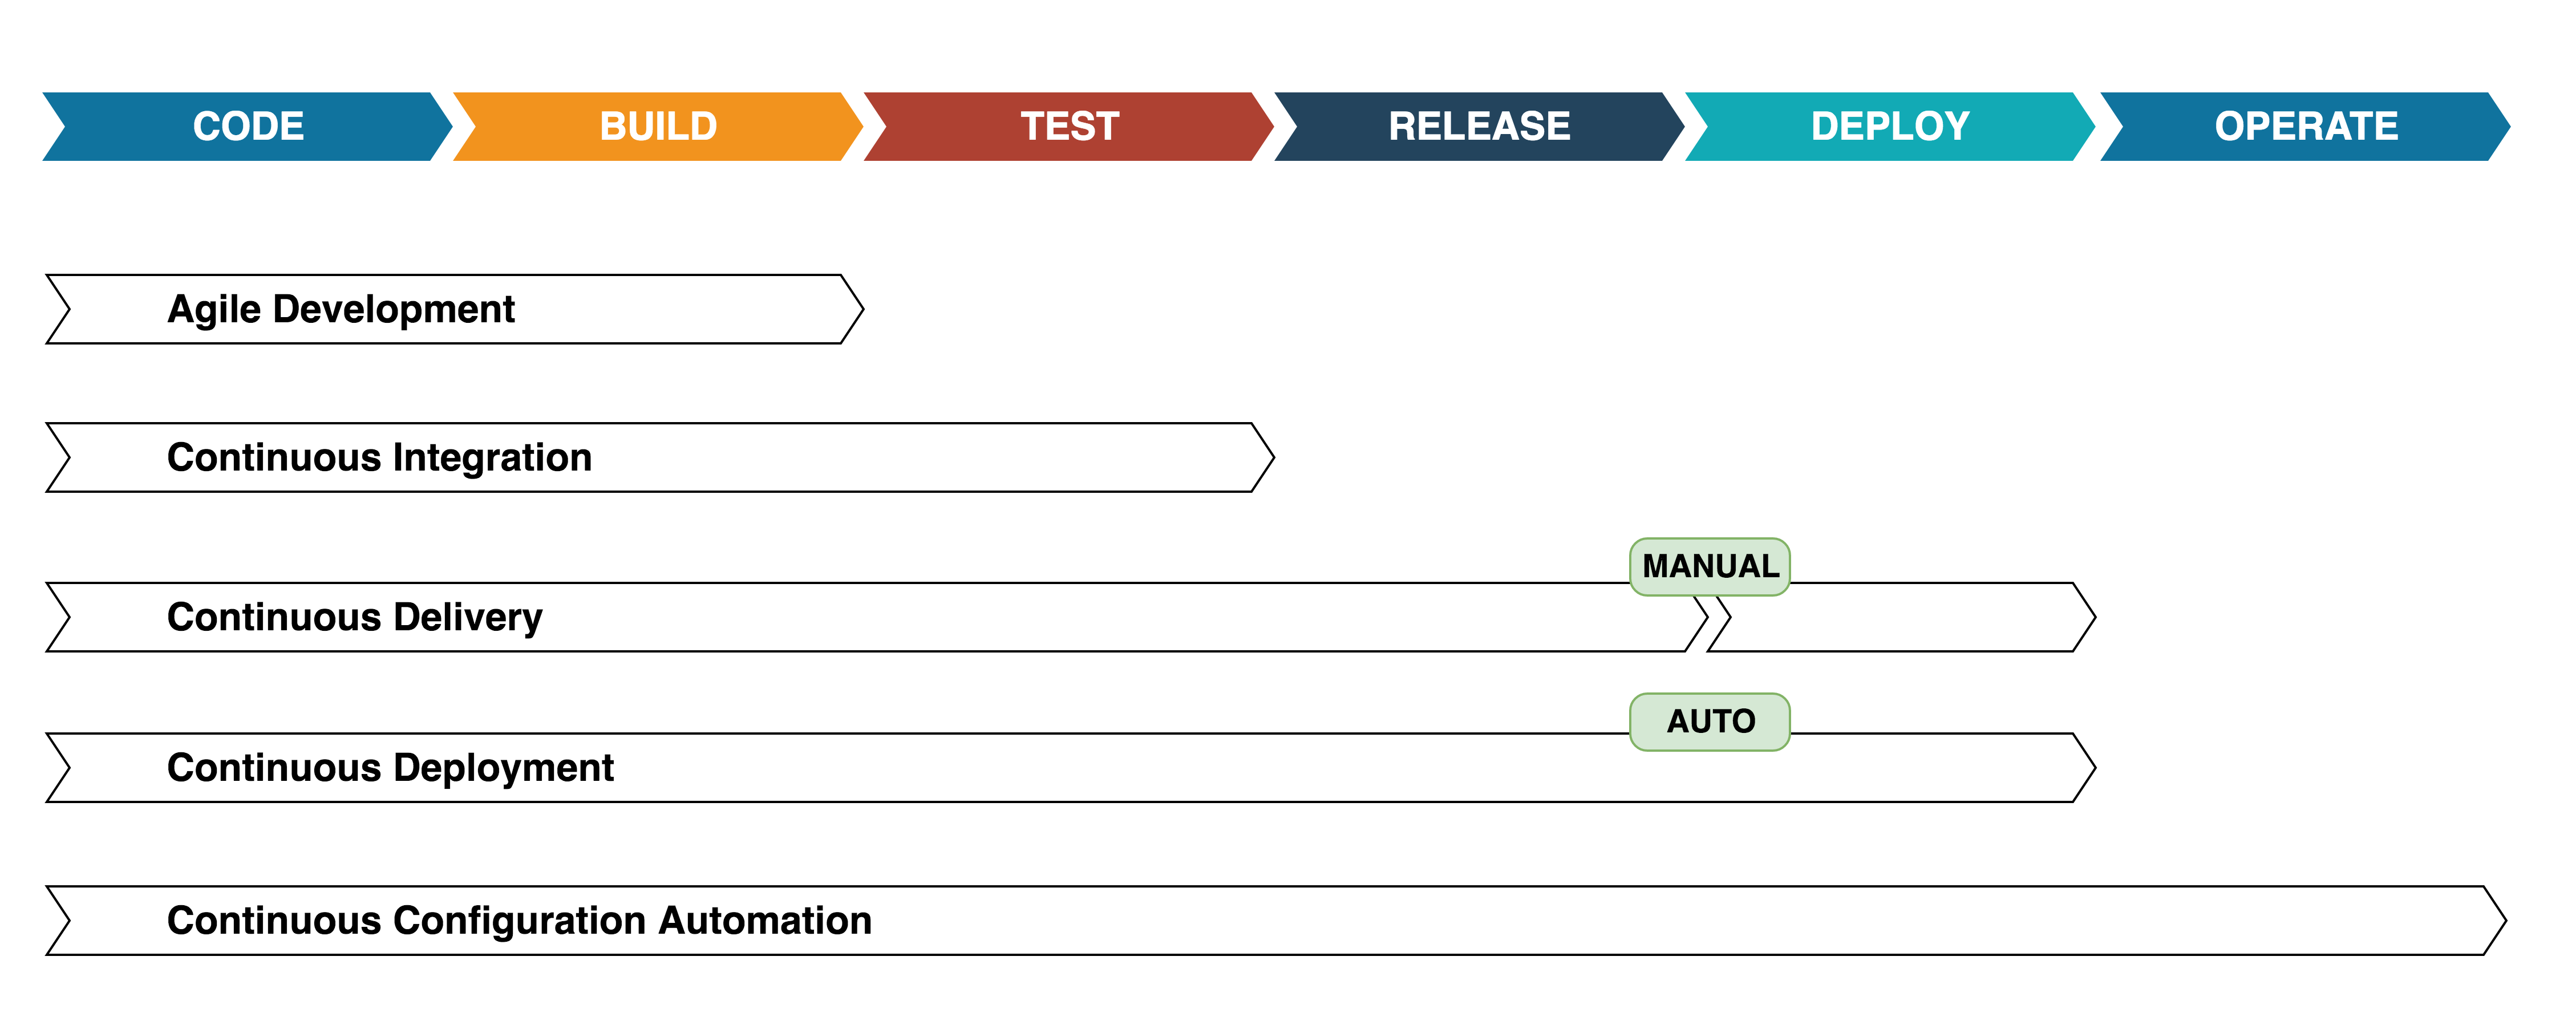 CODE
BUILD
TEST
RELEASE
DEPLOY
OPERATE
Agile Development
Continuous Integration
MANUAL
Continuous Delivery
AUTO
Continuous Deployment
Continuous Configuration Automation